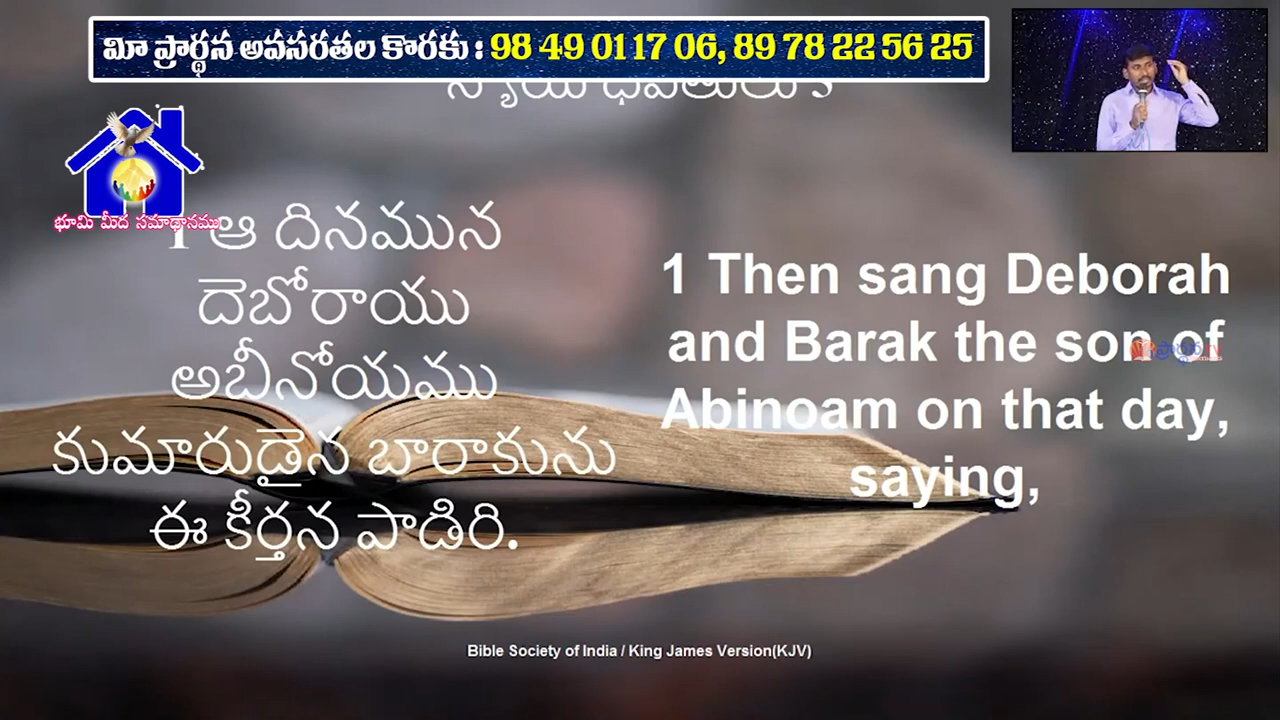 మీ ప్రార్థన అవసరతల కొరకు : 98 49 01 17 06, 89 78 22 56 25
భూమి మీద సమాధానము
1 ఆ దినమున
దెబోరాయు
అబీనోయము
కుమారుడైన బారాకును
ఈ కీర్తన పాడిరి.
1 Then sang Deborah
and Barak the son of
Abinoam on that day,
saying,
Bible Society of India / King James Version(KJV)